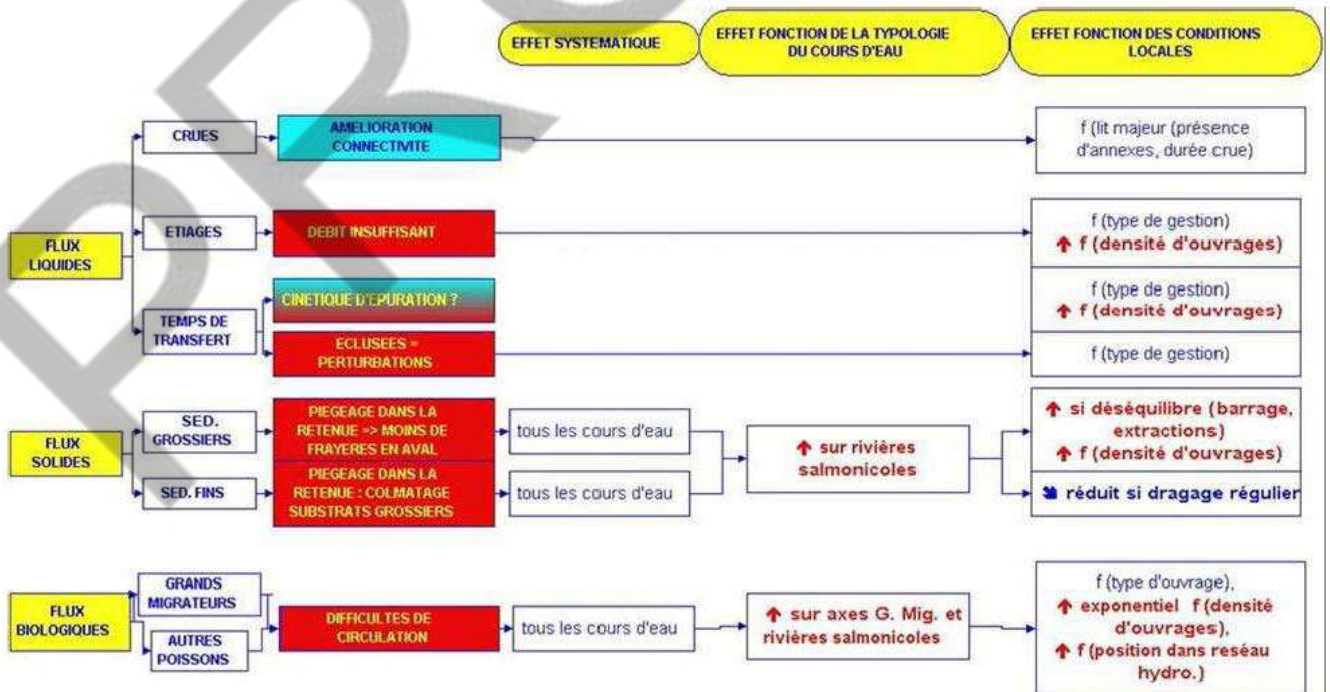 EFFET SYSTEMATIQUE
EFFET FONCTION DE LA TYPOLOGIE
DU COURS D'EAU
EFFET FONCTION DES CONDITIONS
LOCALES
FLUX
LIQUIDES
CRUES
AMELIORATION
CONNECTIVITE
f (lit majeur (présence
d'annexes, durée crue)
ETIAGES
DEBIT INSUFFISANT
f (type de gestion)
f (densité d'ouvrages)
TEMPS DE
TRANSFERT
CINETIQUE D'EPURATION ?
f (type de gestion)
f (densité d'ouvrages)
ECLUSEES =
PERTURBATIONS
f (type de gestion)
FLUX
SOLIDES
SED.
GROSSIERS
PIEGEAGE DANS LA
RETENUE => MOINS DE
FRAYERES EN AVAL
tous les cours d'eau
SED. FINS
PIEGEAGE DANS LA
RETENUE : COLMATAGE
SUBSTRATS GROSSIERS
tous les cours d'eau
sur rivières
salmonicoles
si déséquilibre (barrage,
extractions)
f (densité d'ouvrages)
réduit si dragage régulier
FLUX
BIOLOGIQUES
GRANDS
MIGRATEURS
AUTRES
POISSONS
DIFFICULTES DE
CIRCULATION
tous les cours d'eau
sur axes G. Mig. et
rivières salmonicoles
f (type d'ouvrage),
exponentiel f (densité
d'ouvrages),
f (position dans reséau
hydro.)